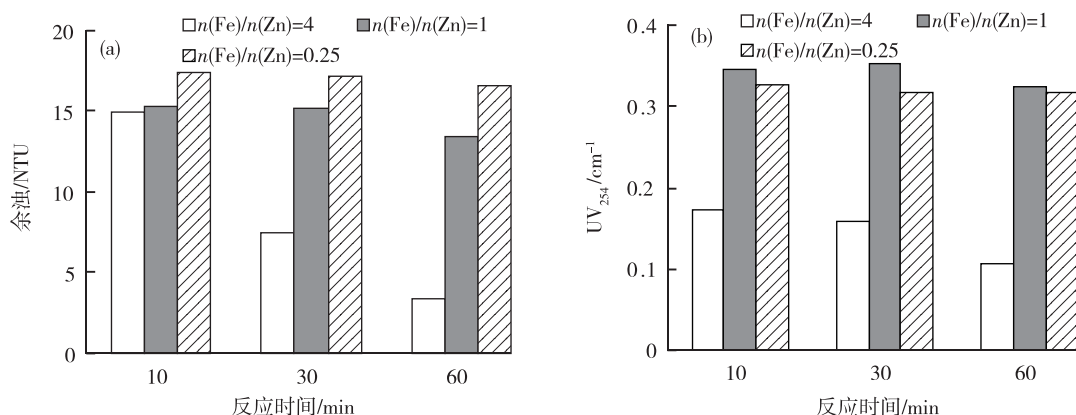 (a)
n(Fe)/n(Zn)=4 n(Fe)/n(Zn)=1
n(Fe)/n(Zn)=0.25
20
15
10
5
0
余浊/NTU
10 30 60
反应时间/min
(b)
n(Fe)/n(Zn)=4 n(Fe)/n(Zn)=1
n(Fe)/n(Zn)=0.25
0.4
0.3
0.2
0.1
0
UV₂₅₄/cm⁻¹
10 30 60
反应时间/min